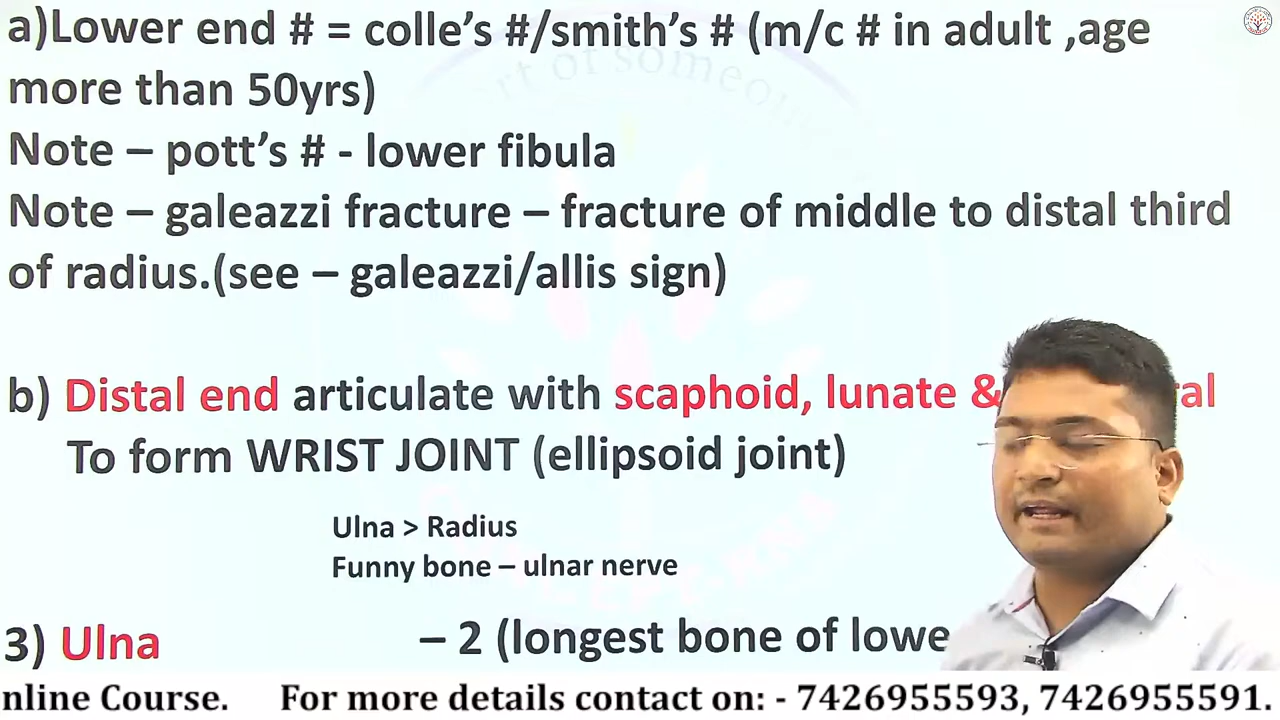 a)Lower end # = colle’s #/smith’s # (m/c # in adult ,age
more than 50yrs)
Note – pott’s # - lower fibula
Note – galeazzi fracture – fracture of middle to distal third
of radius.(see – galeazzi/allis sign)
b) Distal end articulate with scaphoid, lunate &
To form WRIST JOINT (ellipsoid joint)
Ulna > Radius
Funny bone – ulnar nerve
3) Ulna – 2 (longest bone of
nline Course. For more details contact on: - 7426955593, 7426955591.